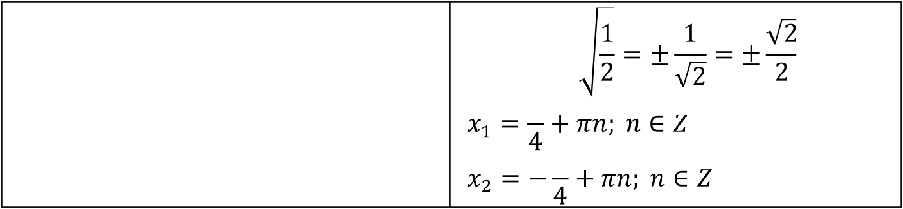 √(1/2) = ± 1/√2 = ± √2/2
x₁ = /4 + πn; n ∈ Z
x₂ = − /4 + πn; n ∈ Z